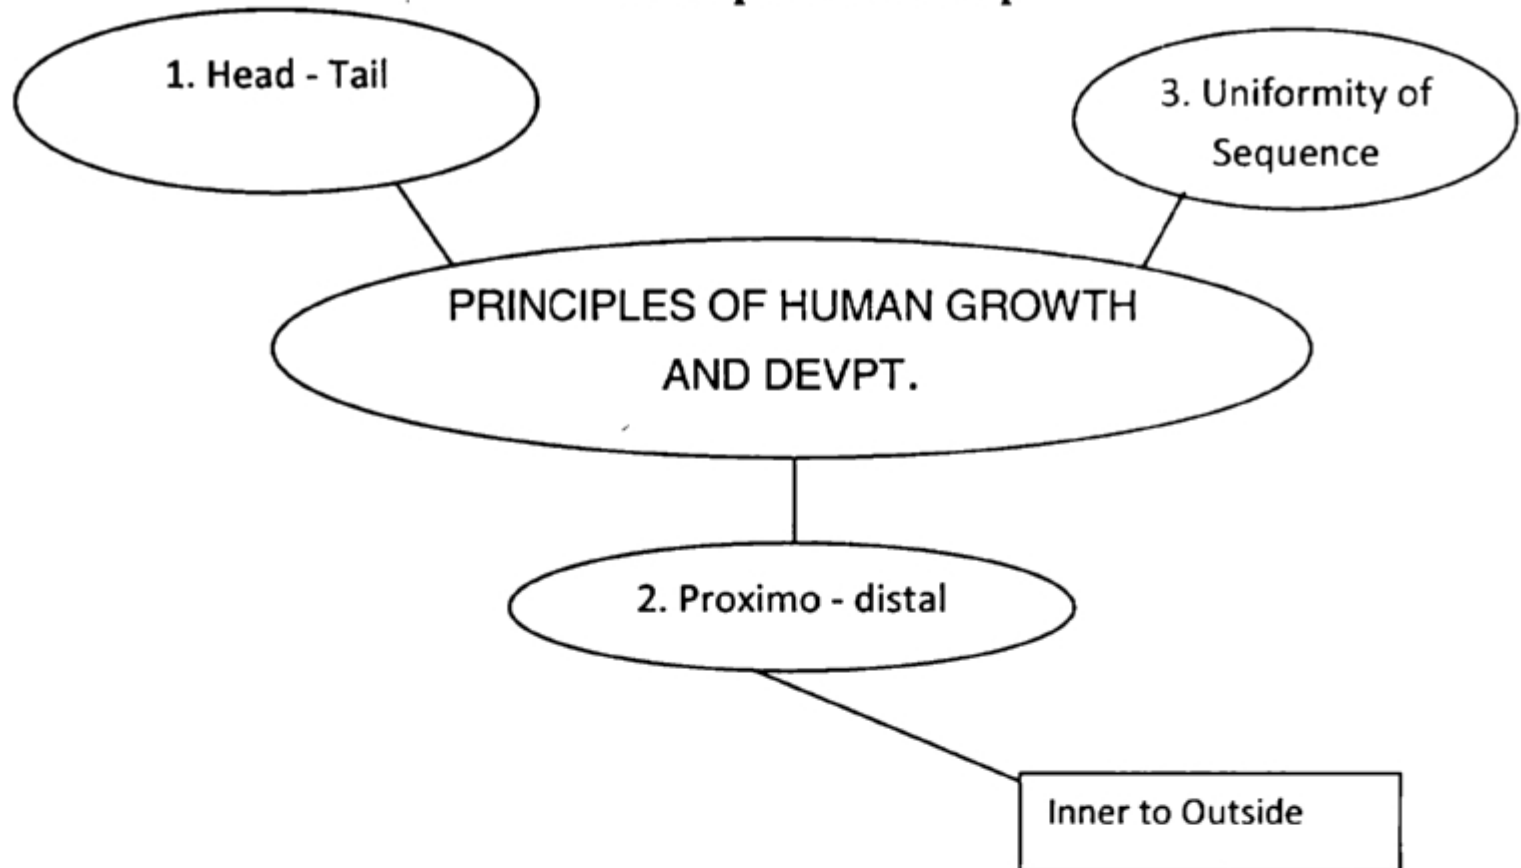 1. Head - Tail
3. Uniformity of
Sequence
PRINCIPLES OF HUMAN GROWTH
AND DEVPT.
2. Proximo - distal
Inner to Outside